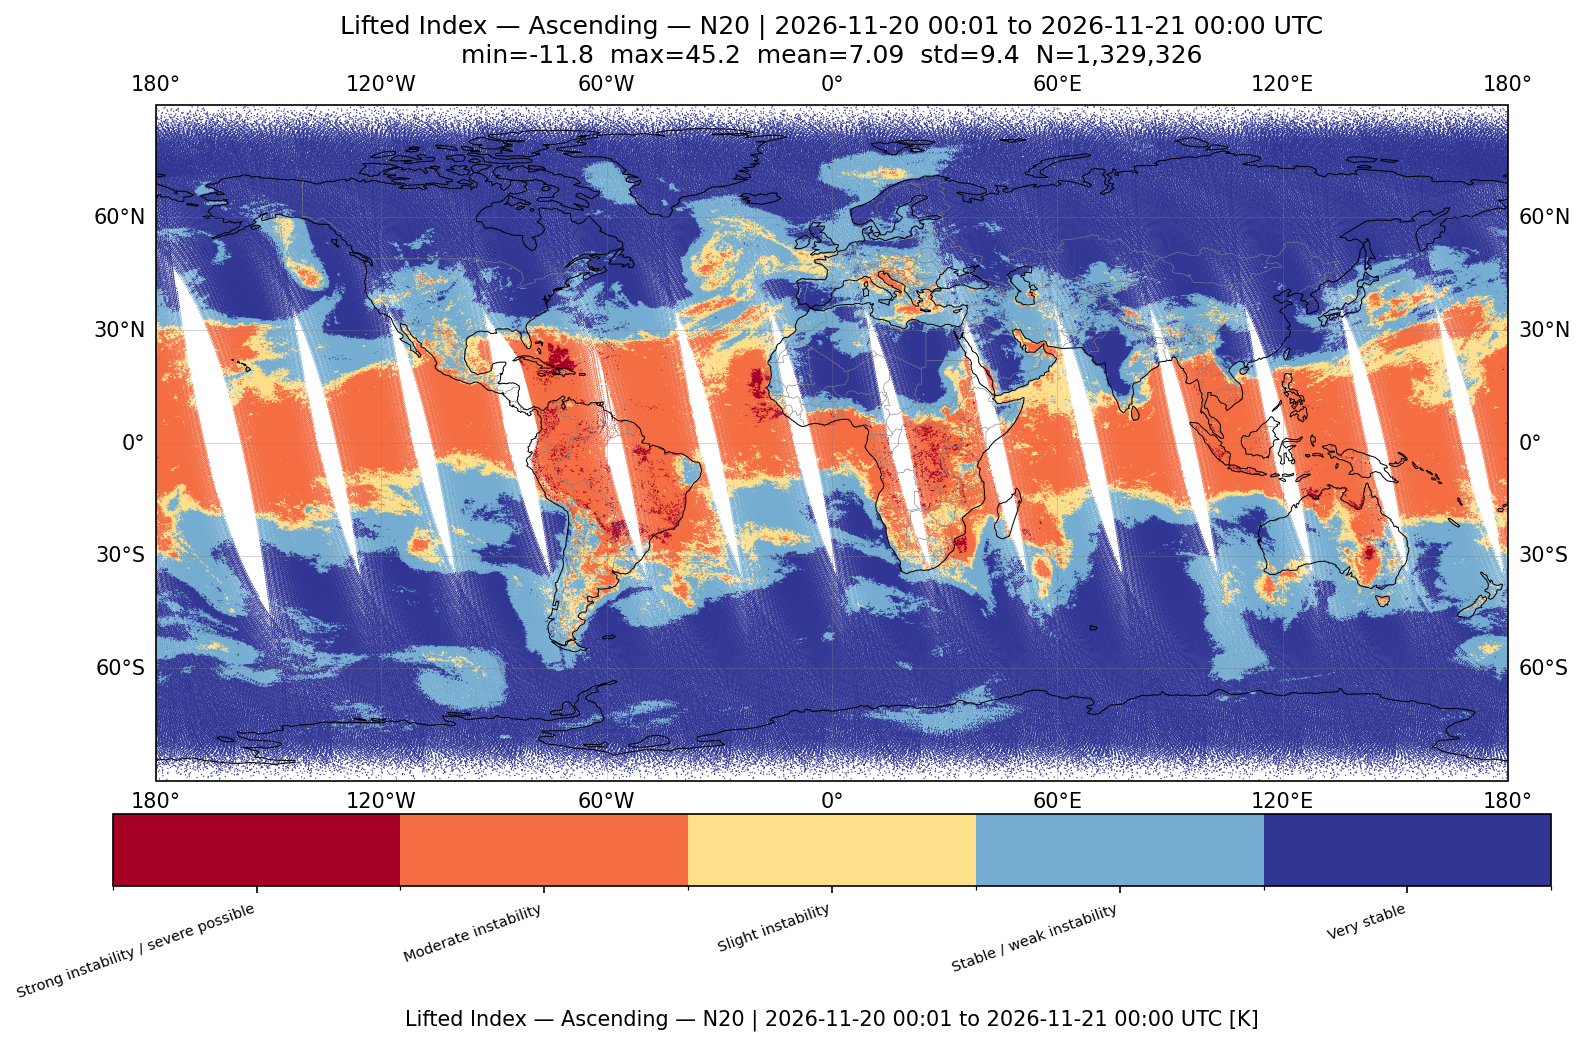 Lifted Index — Ascending — N20 | 2026-11-20 00:01 to 2026-11-21 00:00 UTC
min=-11.8 max=45.2 mean=7.09 std=9.4 N=1,329,326
180° 120°W 60°W 0° 60°E 120°E 180°
60°N 60°N
30°N 30°N
0° 0°
30°S 30°S
60°S 60°S
180° 120°W 60°W 0° 60°E 120°E 180°
Strong instability / severe possible
Moderate instability
Slight instability
Stable / weak instability
Very stable
Lifted Index — Ascending — N20 | 2026-11-20 00:01 to 2026-11-21 00:00 UTC [K]